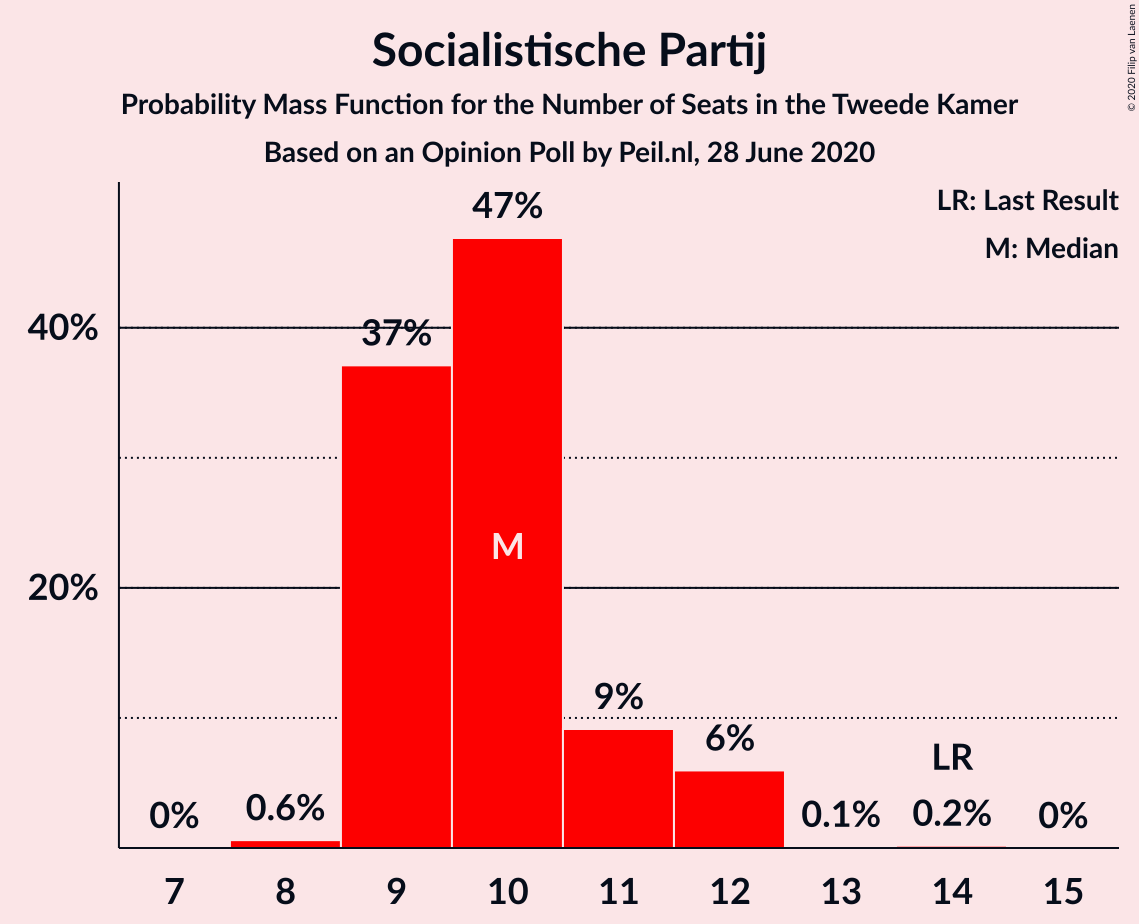 Socialistische Partij
Probability Mass Function for the Number of Seats in the Tweede Kamer
Based on an Opinion Poll by Peil.nl, 28 June 2020
© 2020 Filip van Laenen
LR: Last Result
M: Median
40%
20%
0%
0.6%
37%
47%
M
9%
6%
0.1%
LR
0.2%
0%
7 8 9 10 11 12 13 14 15